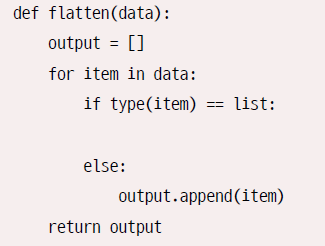 def flatten(data):
    output = []
    for item in data:
        if type(item) == list:

        else:
            output.append(item)
    return output